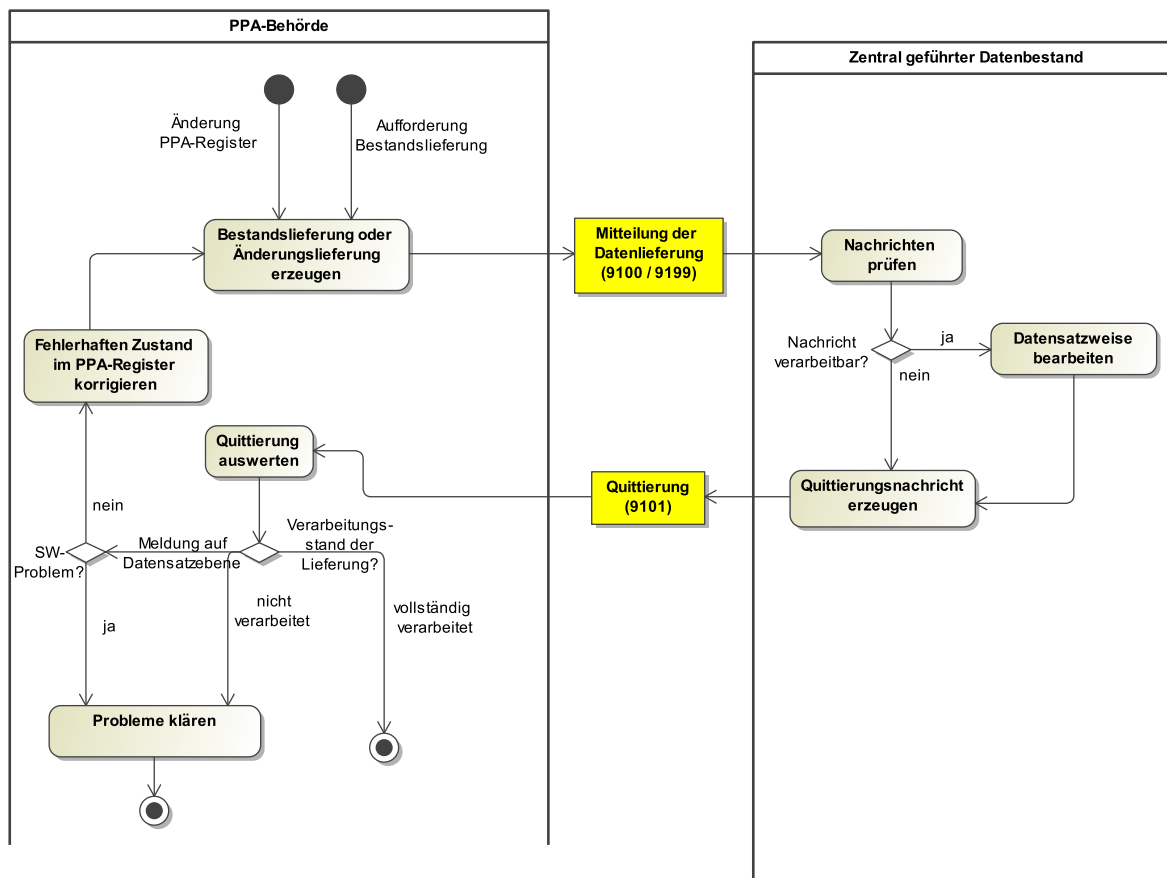 PPA-Behörde
Zentral geführter Datenbestand
Änderung
PPA-Register
Aufforderung
Bestandslieferung
Bestandslieferung oder
Änderungslieferung
erzeugen
Mitteilung der
Datenlieferung
(9100 / 9199)
Nachrichten
prüfen
Nachricht
verarbeitbar?
ja
nein
Datensatzweise
bearbeiten
Fehlerhaften Zustand
im PPA-Register
korrigieren
Quittierung
auswerten
Quittierung
(9101)
Quittierungsnachricht
erzeugen
nein
SW-
Problem?
Meldung auf
Datensatzebene
Verarbeitungs-
stand der
Lieferung?
ja
nicht
verarbeitet
vollständig
verarbeitet
Probleme klären